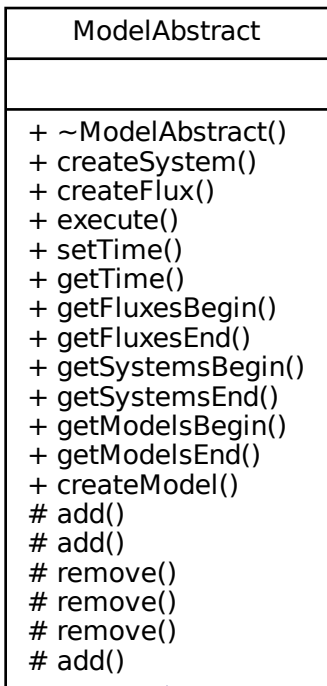 ModelAbstract
+ ~ModelAbstract()
+ createSystem()
+ createFlux()
+ execute()
+ setTime()
+ getTime()
+ getFluxesBegin()
+ getFluxesEnd()
+ getSystemsBegin()
+ getSystemsEnd()
+ getModelsBegin()
+ getModelsEnd()
+ createModel()
# add()
# add()
# remove()
# remove()
# remove()
# add()